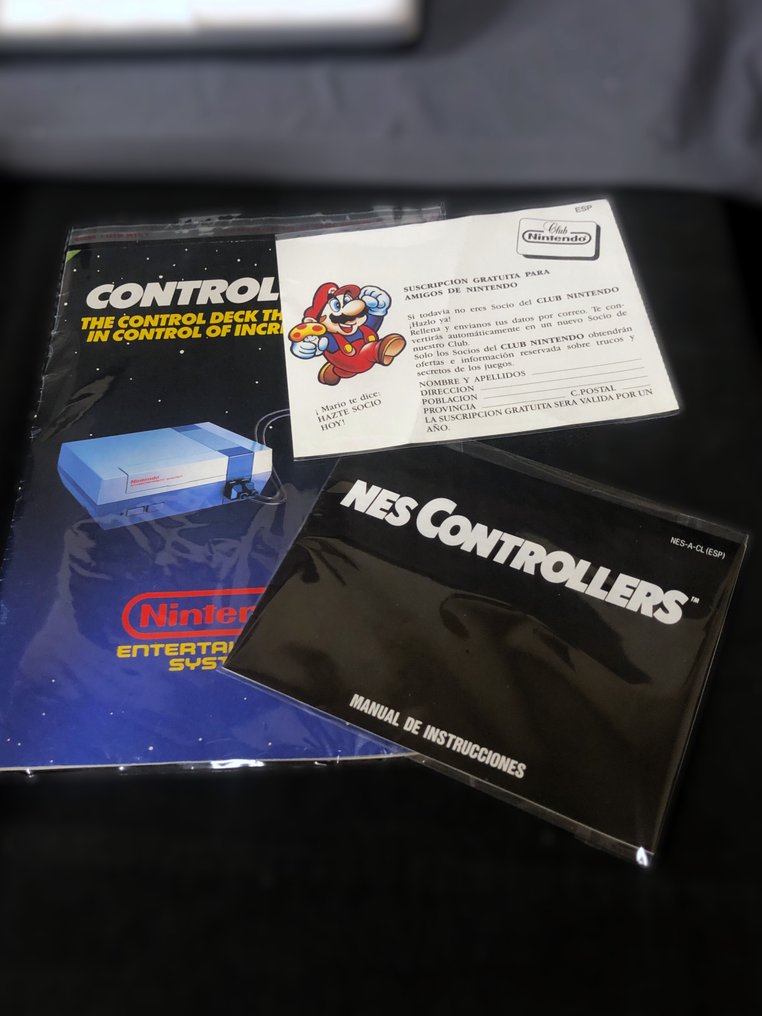 CONTROL
THE CONTROL DECK TH
IN CONTROL OF INCR
Nintendo
Ninten
ENTERTAI
SYST
ESP
Club
Nintendo
SUSCRIPCION GRATUITA PARA
AMIGOS DE NINTENDO
Si todavia no eres Socio del CLUB NINTENDO
¡Hazlo ya!
Rellena y envianos tus datos por correo. Te con-
vertirás automáticamente en un nuevo Socio de
nuestro Club.
Solo los Socios del CLUB NINTENDO obtendrán
ofertas e información reservada sobre trucos y
secretos de los juegos.
NOMBRE Y APELLIDOS
DIRECCION
POBLACION C. POSTAL
PROVINCIA
LA SUSCRIPCION GRATUITA SERA VALIDA POR UN
AÑO.
¡ Mario te dice:
HAZTE SOCIO
HOY!
NES-A-CL(ESP)
NES CONTROLLERS™
MANUAL DE INSTRUCCIONES